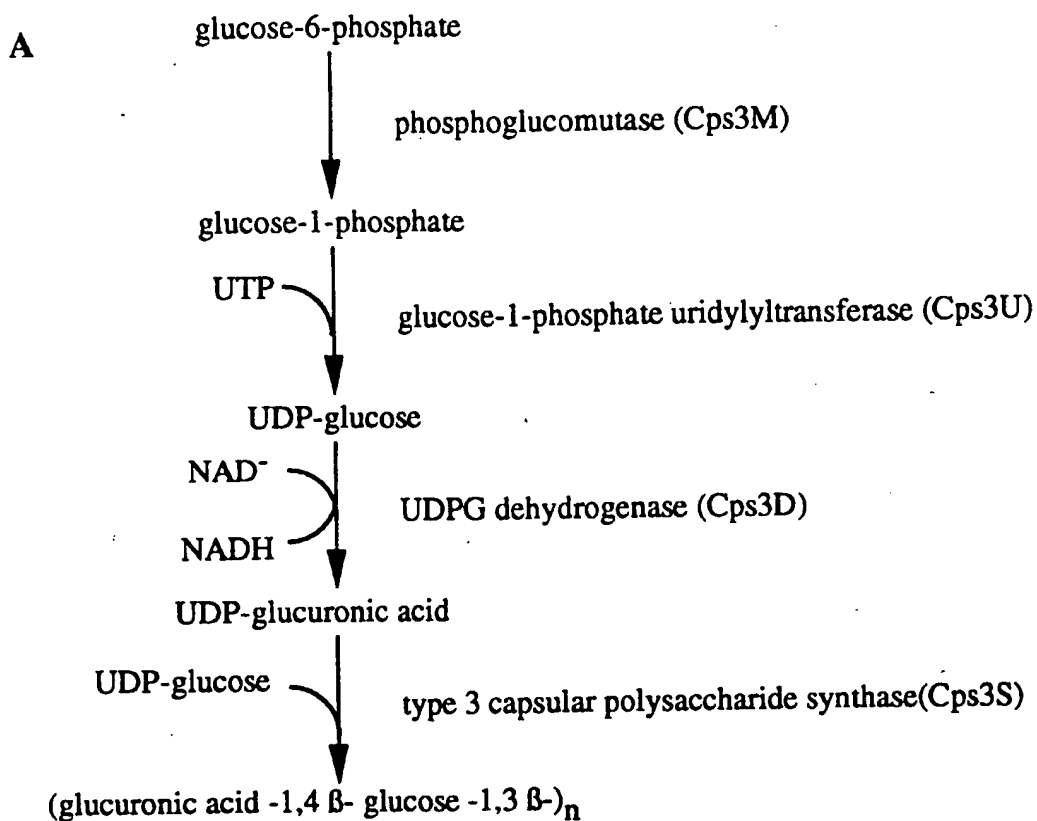 A
glucose-6-phosphate
phosphoglucomutase (Cps3M)
glucose-1-phosphate
UTP
glucose-1-phosphate uridylyltransferase (Cps3U)
UDP-glucose
NAD⁻
UDPG dehydrogenase (Cps3D)
NADH
UDP-glucuronic acid
UDP-glucose
type 3 capsular polysaccharide synthase(Cps3S)
(glucuronic acid -1,4 ß- glucose -1,3 ß-)n